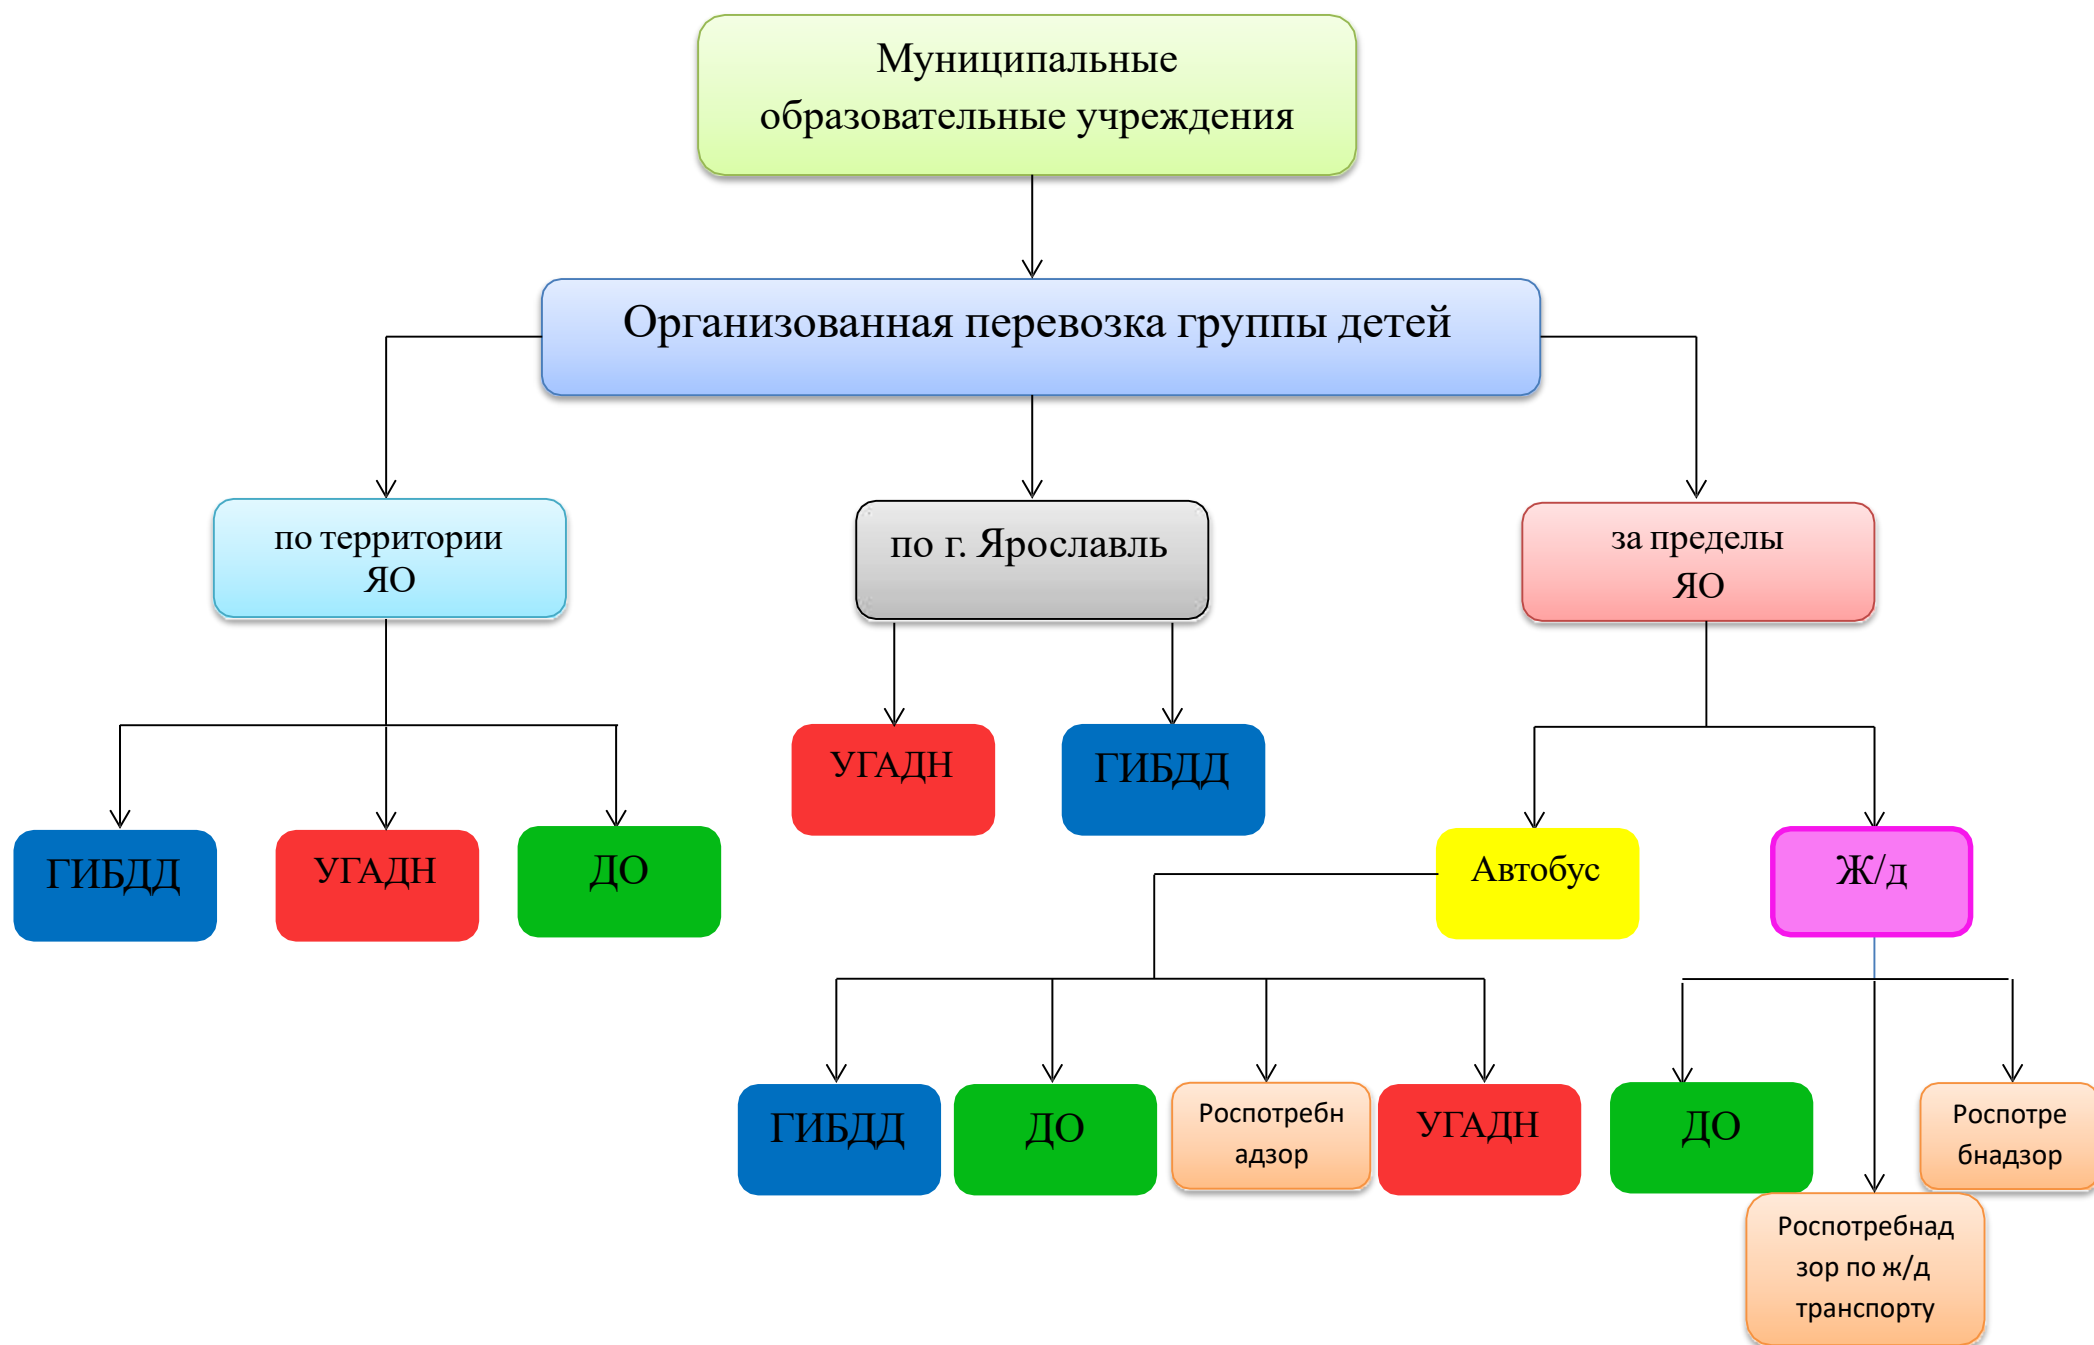 Муниципальные
образовательные учреждения
Организованная перевозка группы детей
по территории
ЯО
по г. Ярославль
за пределы
ЯО
УГАДН
ГИБДД
ГИБДД
УГАДН
ДО
Автобус
Ж/д
ГИБДД
ДО
Роспотребн
адзор
УГАДН
ДО
Роспотре
бнадзор
Роспотребнад
зор по ж/д
транспорту